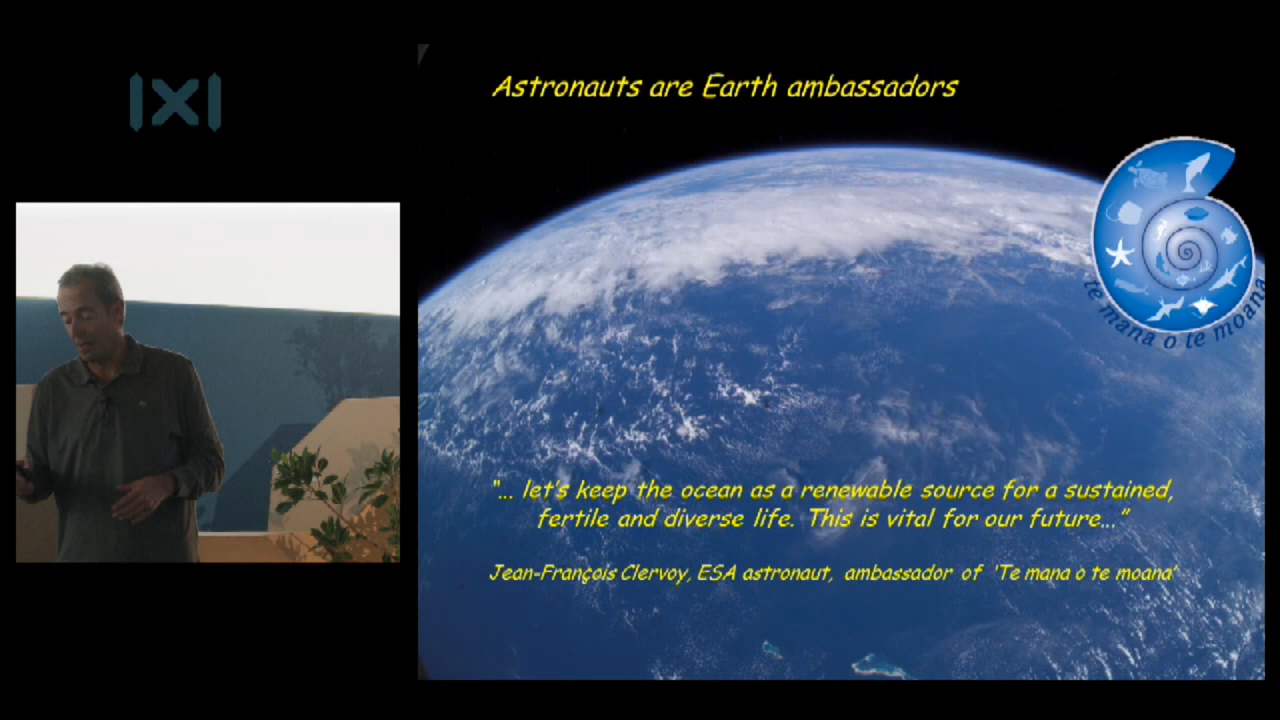 |X|
Astronauts are Earth ambassadors
te mana o te moana
"... let's keep the ocean as a renewable source for a sustained,
fertile and diverse life. This is vital for our future..."
Jean-François Clervoy, ESA astronaut, ambassador of 'Te mana o te moana'